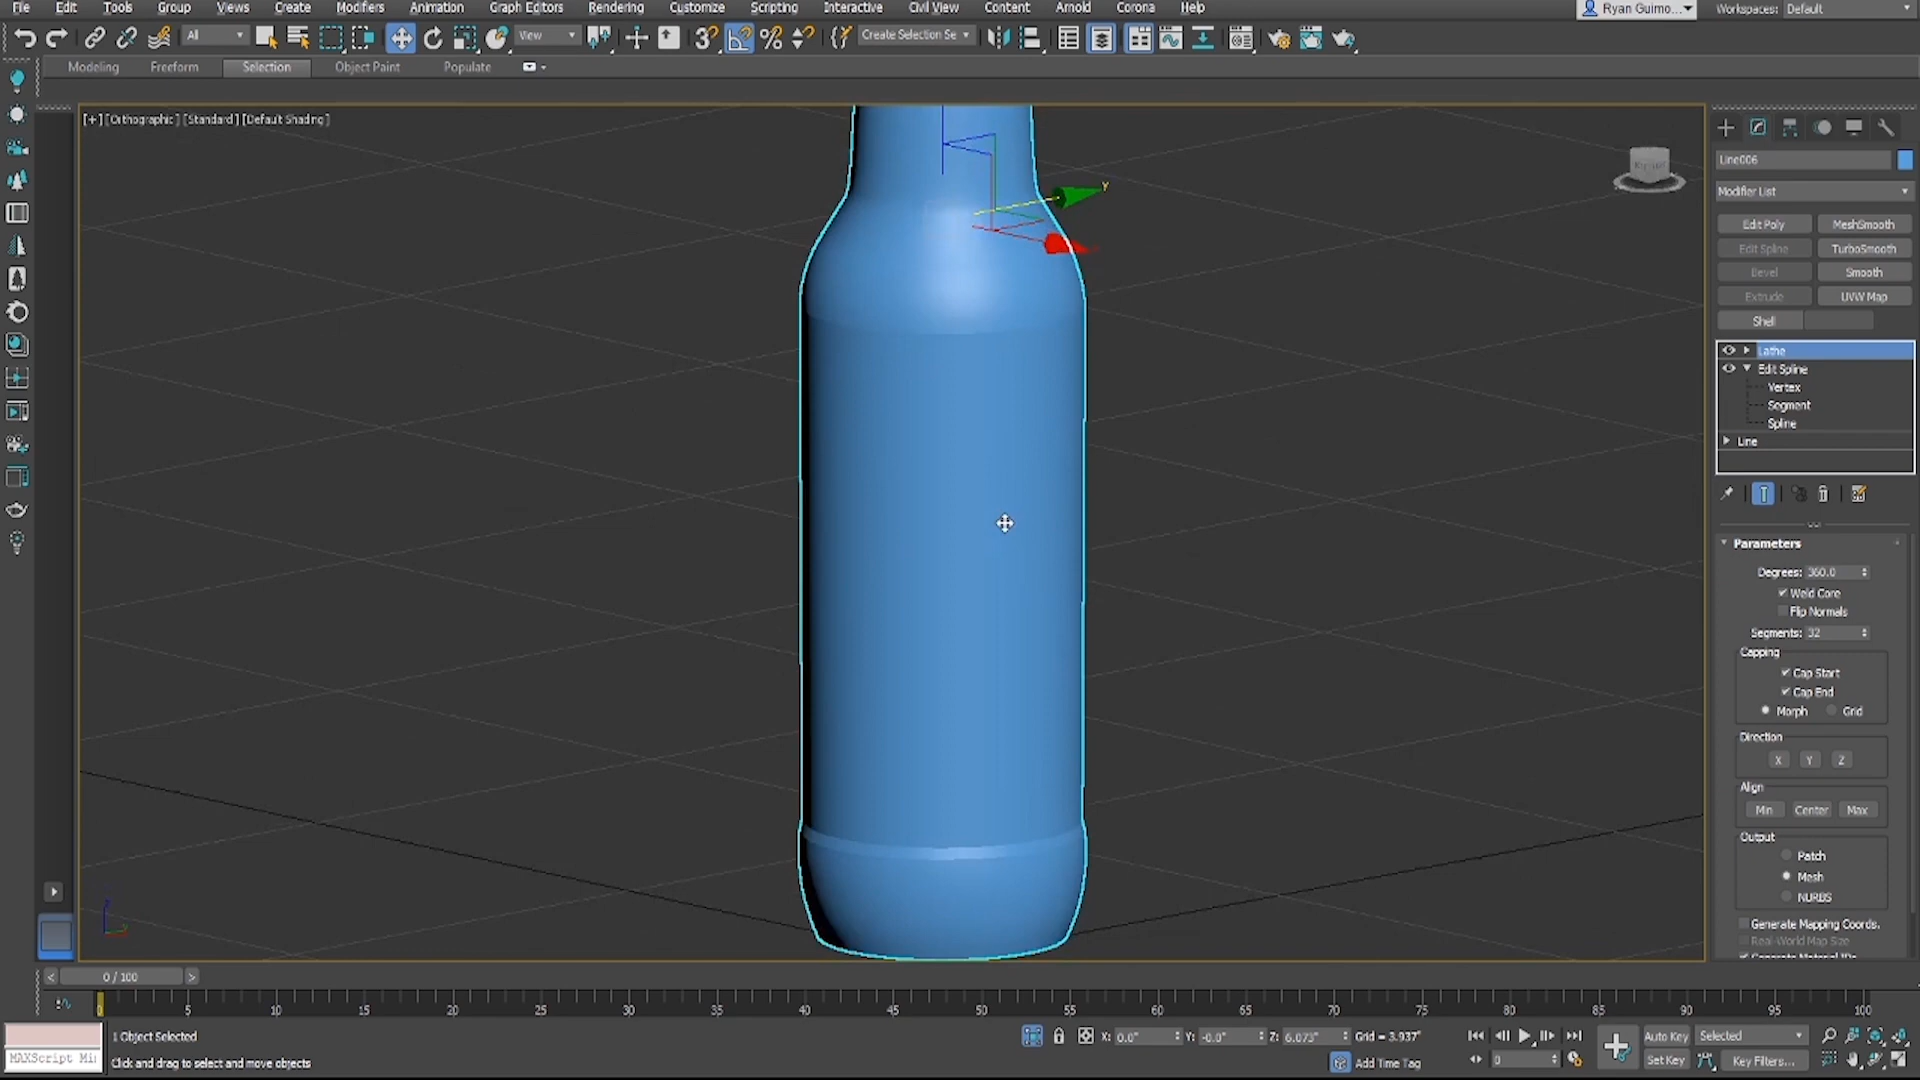 File Edit Tools Group Views Create Modifiers Animation Graph Editors Rendering Customize Scripting Interactive Civil View Content Arnold Corona Help Ryan Guimo... Workspaces: Default
All View Create Selection Se
Modeling Freeform Selection Object Paint Populate
[+] [Orthographic] [Standard] [Default Shading]
Y
Line006
Modifier List
Edit Poly MeshSmooth
Edit Spline TurboSmooth
Bevel Smooth
Extrude UVW Map
Shell
Lathe
Edit Spline
Vertex
Segment
Spline
Line
Parameters
Degrees: 360.0
Weld Core
Flip Normals
Segments: 32
Capping
Cap Start
Cap End
Morph Grid
Direction
X Y Z
Align
Min Center Max
Output
Patch
Mesh
NURBS
Generate Mapping Coords.
Real-World Map Size
Generate Material IDs
< 0 / 100 >
0 5 10 15 20 25 30 35 40 45 50 55 60 65 70 75 80 85 90 95 100
1 Object Selected X: 0.0" Y: -0.0" Z: 6.073" Grid = 3.937" Auto Key Selected
MAXScript Mi Click and drag to select and move objects Add Time Tag 0 Set Key Key Filters...